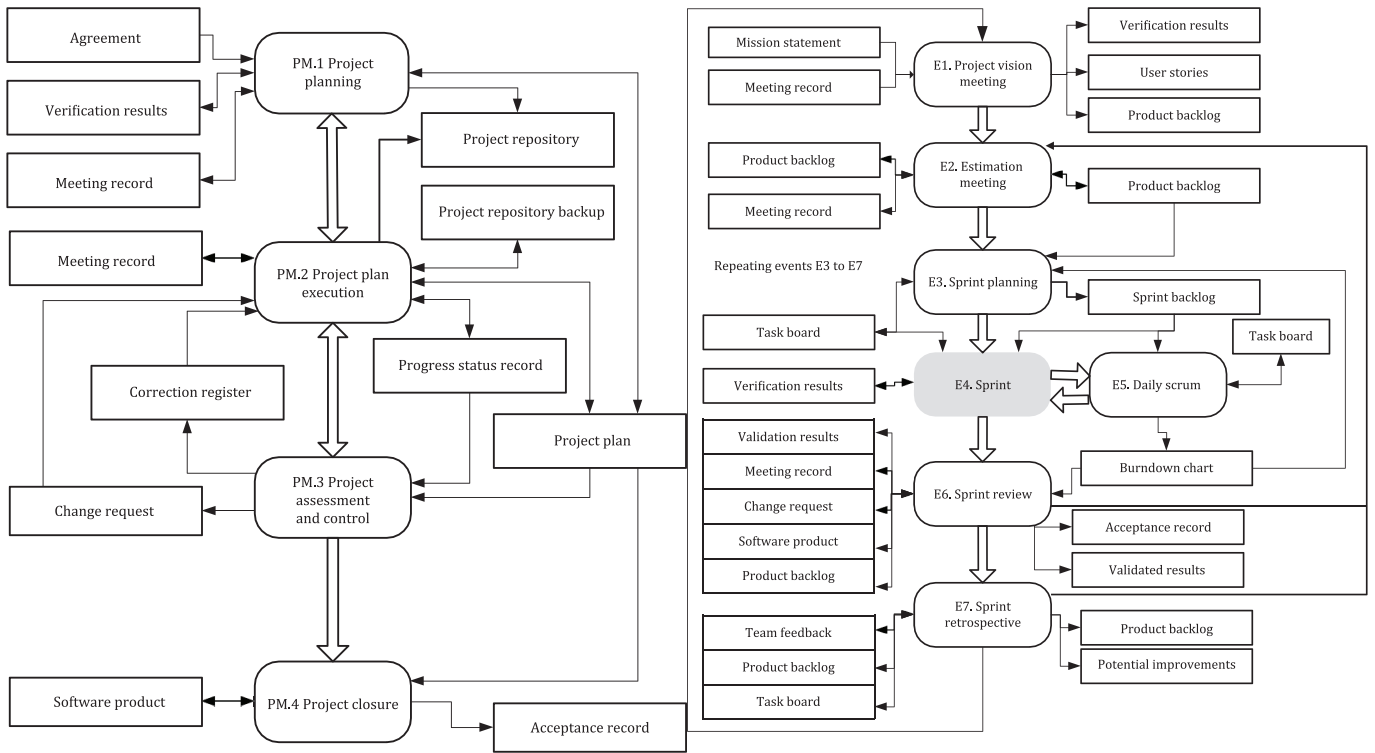 Agreement
PM.1 Project
planning
Verification results
Meeting record
Project repository
Project repository backup
Meeting record
PM.2 Project plan
execution
Progress status record
Correction register
Project plan
PM.3 Project
assessment
and control
Change request
Software product
PM.4 Project closure
Acceptance record
Mission statement
Meeting record
E1. Project vision
meeting
Verification results
User stories
Product backlog
Product backlog
Meeting record
E2. Estimation
meeting
Product backlog
Repeating events E3 to E7
E3. Sprint planning
Sprint backlog
Task board
Task board
Verification results
E4. Sprint
E5. Daily scrum
Validation results
Meeting record
Change request
Software product
Product backlog
E6. Sprint review
Burndown chart
Acceptance record
Validated results
E7. Sprint
retrospective
Team feedback
Product backlog
Task board
Product backlog
Potential improvements